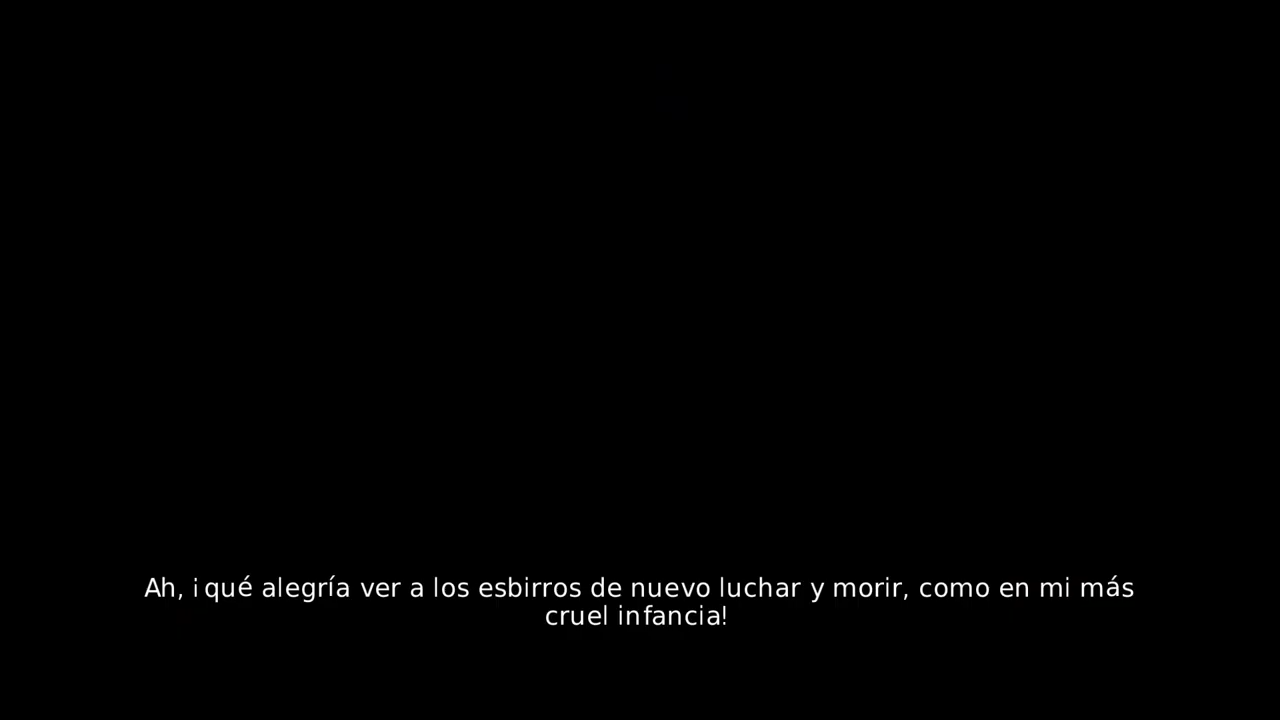 Ah, ¡qué alegría ver a los esbirros de nuevo luchar y morir, como en mi más
cruel infancia!